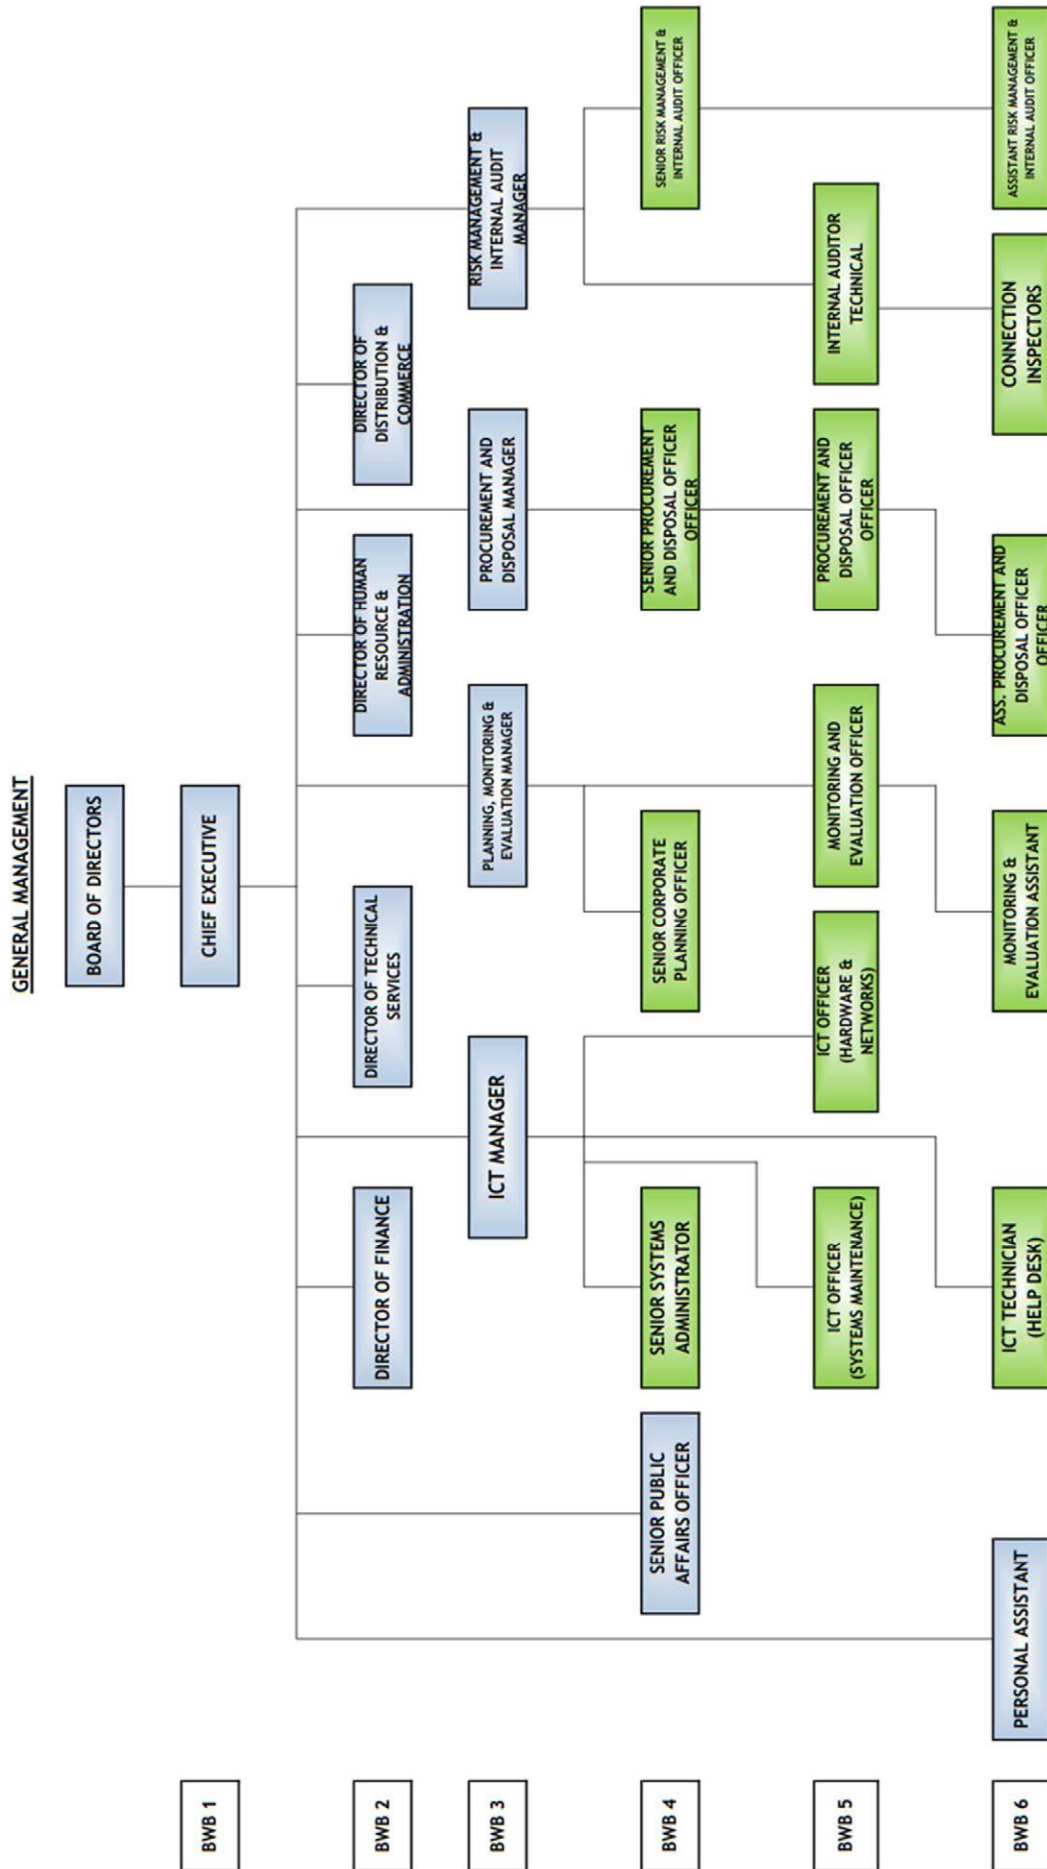 GENERAL MANAGEMENT
BOARD OF DIRECTORS
BWB 1
CHIEF EXECUTIVE
BWB 2
DIRECTOR OF FINANCE
DIRECTOR OF TECHNICAL
SERVICES
DIRECTOR OF HUMAN
RESOURCE &
ADMINISTRATION
DIRECTOR OF
DISTRIBUTION &
COMMERCE
BWB 3
ICT MANAGER
PLANNING, MONITORING &
EVALUATION MANAGER
PROCUREMENT AND
DISPOSAL MANAGER
RISK MANAGEMENT &
INTERNAL AUDIT
MANAGER
BWB 4
SENIOR PUBLIC
AFFAIRS OFFICER
SENIOR SYSTEMS
ADMINISTRATOR
SENIOR CORPORATE
PLANNING OFFICER
SENIOR PROCUREMENT
AND DISPOSAL OFFICER
OFFICER
SENIOR RISK MANAGEMENT &
INTERNAL AUDIT OFFICER
BWB 5
ICT OFFICER
(SYSTEMS MAINTENANCE)
ICT OFFICER
(HARDWARE &
NETWORKS)
MONITORING AND
EVALUATION OFFICER
PROCUREMENT AND
DISPOSAL OFFICER
OFFICER
INTERNAL AUDITOR
TECHNICAL
BWB 6
PERSONAL ASSISTANT
ICT TECHNICIAN
(HELP DESK)
MONITORING &
EVALUATION ASSISTANT
ASS. PROCUREMENT AND
DISPOSAL OFFICER
OFFICER
CONNECTION
INSPECTORS
ASSISTANT RISK MANAGEMENT &
INTERNAL AUDIT OFFICER